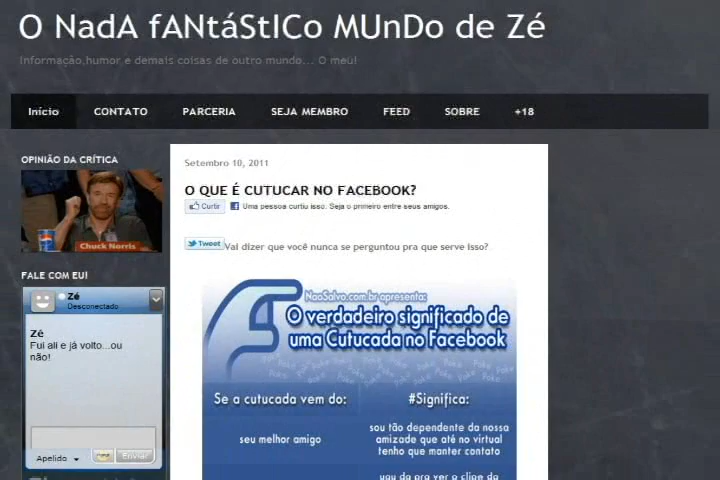 O NadA fANtáStICo MUnDo de Zé
Informação,humor e demais coisas de outro mundo... O meu!
Início CONTATO PARCERIA SEJA MEMBRO FEED SOBRE +18
OPINIÃO DA CRÍTICA
Chuck Norris
FALE COM EU!
Zé
Desconectado
Zé
Fui ali e já volto...ou
não!
Apelido
Enviar
Setembro 10, 2011
O QUE É CUTUCAR NO FACEBOOK?
Curtir Uma pessoa curtiu isso. Seja o primeiro entre seus amigos.
Tweet Val dizer que você nunca se perguntou pra que serve isso?
NaoSalvo.com.br apresenta:
O verdadeiro significado de
uma Cutucada no Facebook
Poke Poke Poke Poke
Se a cutucada vem do: #Significa:
seu melhor amigo
sou tão dependente da nossa
amizade que até no virtual
tenho que manter contato